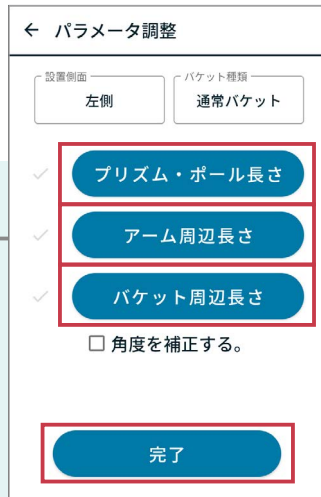 ← パラメータ調整
設置側面
左側
バケット種類
通常バケット
プリズム・ポール長さ
アーム周辺長さ
バケット周辺長さ
角度を補正する。
完了